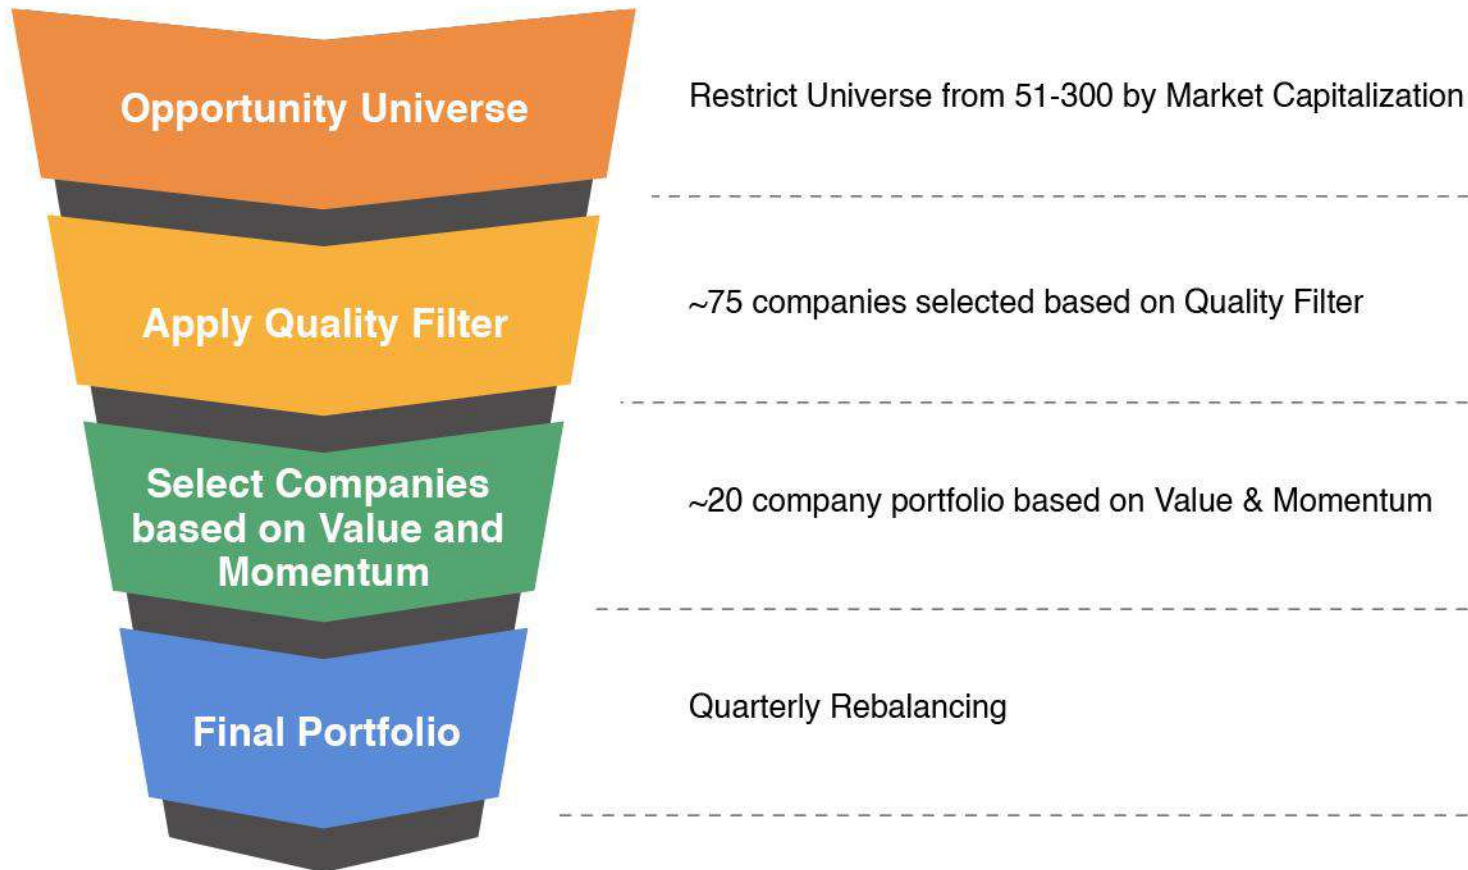 Opportunity Universe
Restrict Universe from 51-300 by Market Capitalization
Apply Quality Filter
~75 companies selected based on Quality Filter
Select Companies
based on Value and
Momentum
~20 company portfolio based on Value & Momentum
Final Portfolio
Quarterly Rebalancing